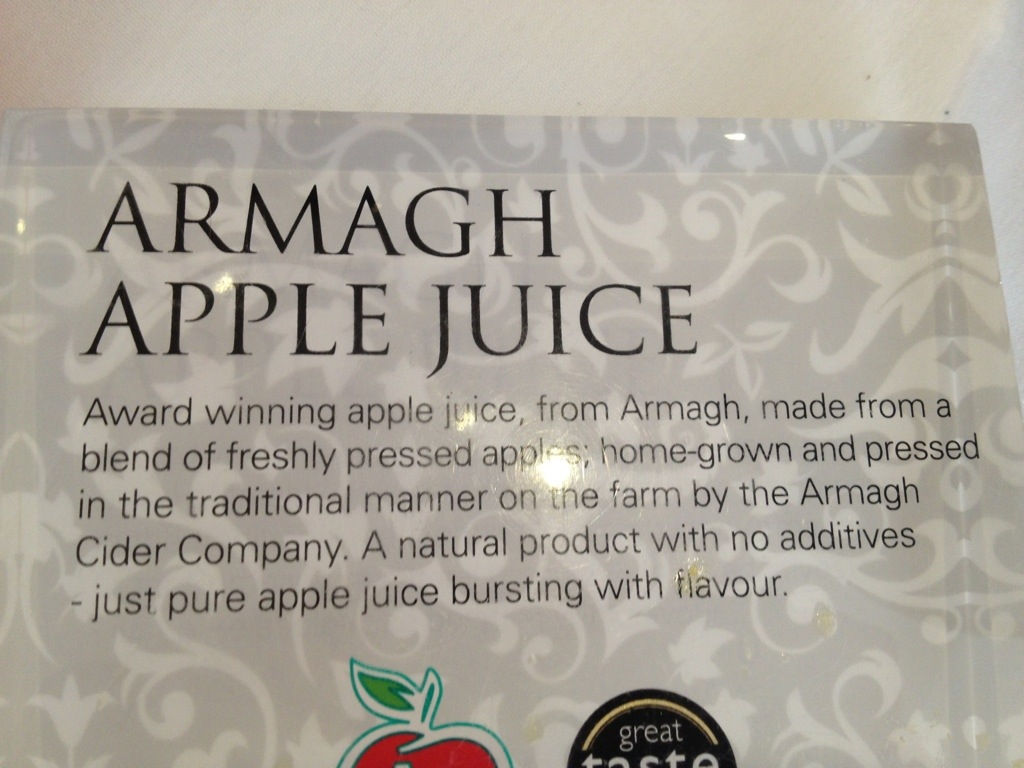 ARMAGH
APPLE JUICE
Award winning apple juice, from Armagh, made from a
blend of freshly pressed apples; home-grown and pressed
in the traditional manner on the farm by the Armagh
Cider Company. A natural product with no additives
- just pure apple juice bursting with flavour.
great
taste